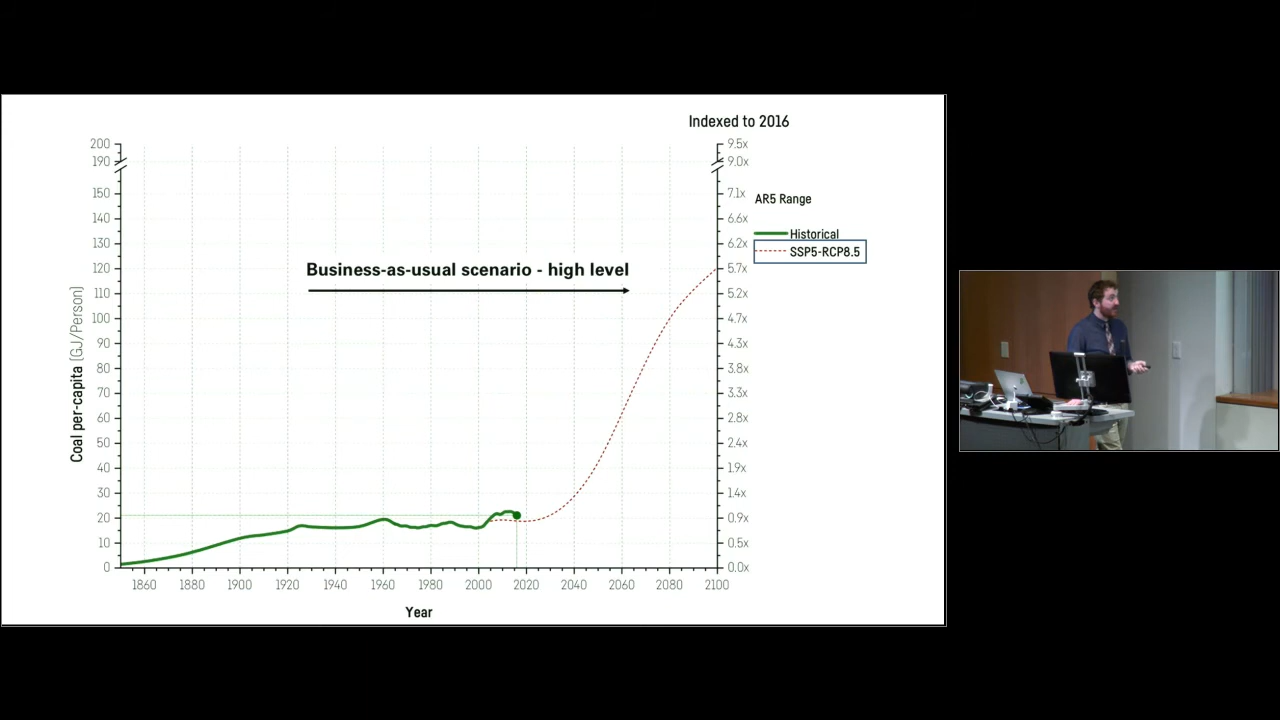 Indexed to 2016
200
190
150
140
130
120
110
100
90
80
70
60
50
40
30
20
10
0
Coal per-capita (GJ/Person)
9.5x
9.0x
7.1x
6.6x
6.2x
5.7x
5.2x
4.7x
4.3x
3.8x
3.3x
2.8x
2.4x
1.9x
1.4x
0.9x
0.5x
0.0x
AR5 Range
Historical
SSP5-RCP8.5
Business-as-usual scenario - high level
1860 1880 1900 1920 1940 1960 1980 2000 2020 2040 2060 2080 2100
Year